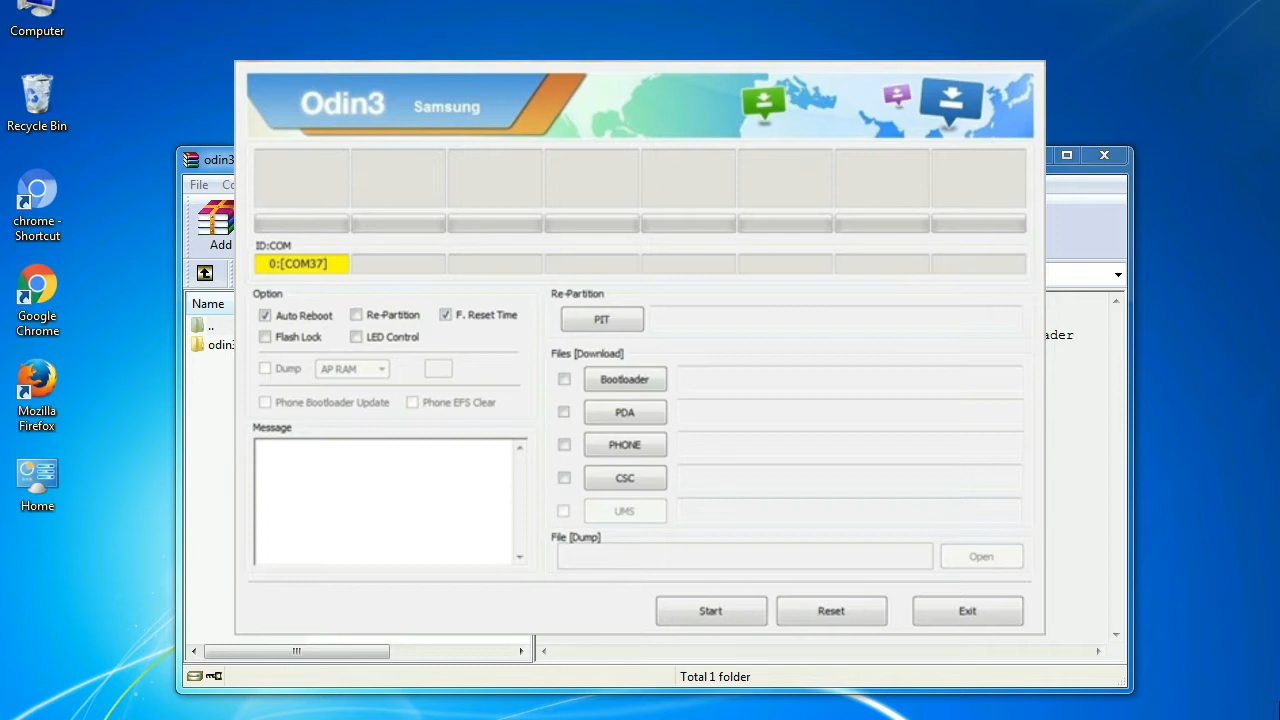 Computer
Recycle Bin
chrome -
Shortcut
Google
Chrome
Mozilla
Firefox
Home
odin3
File
Add
Name
..
odin3
Total 1 folder
Odin3 Samsung
ID:COM
0:[COM37]
Option
Auto Reboot
Re-Partition
F. Reset Time
Flash Lock
LED Control
Dump
AP RAM
Phone Bootloader Update
Phone EFS Clear
Message
Re-Partition
PIT
Files [Download]
Bootloader
PDA
PHONE
CSC
UMS
File [Dump]
Open
Start
Reset
Exit